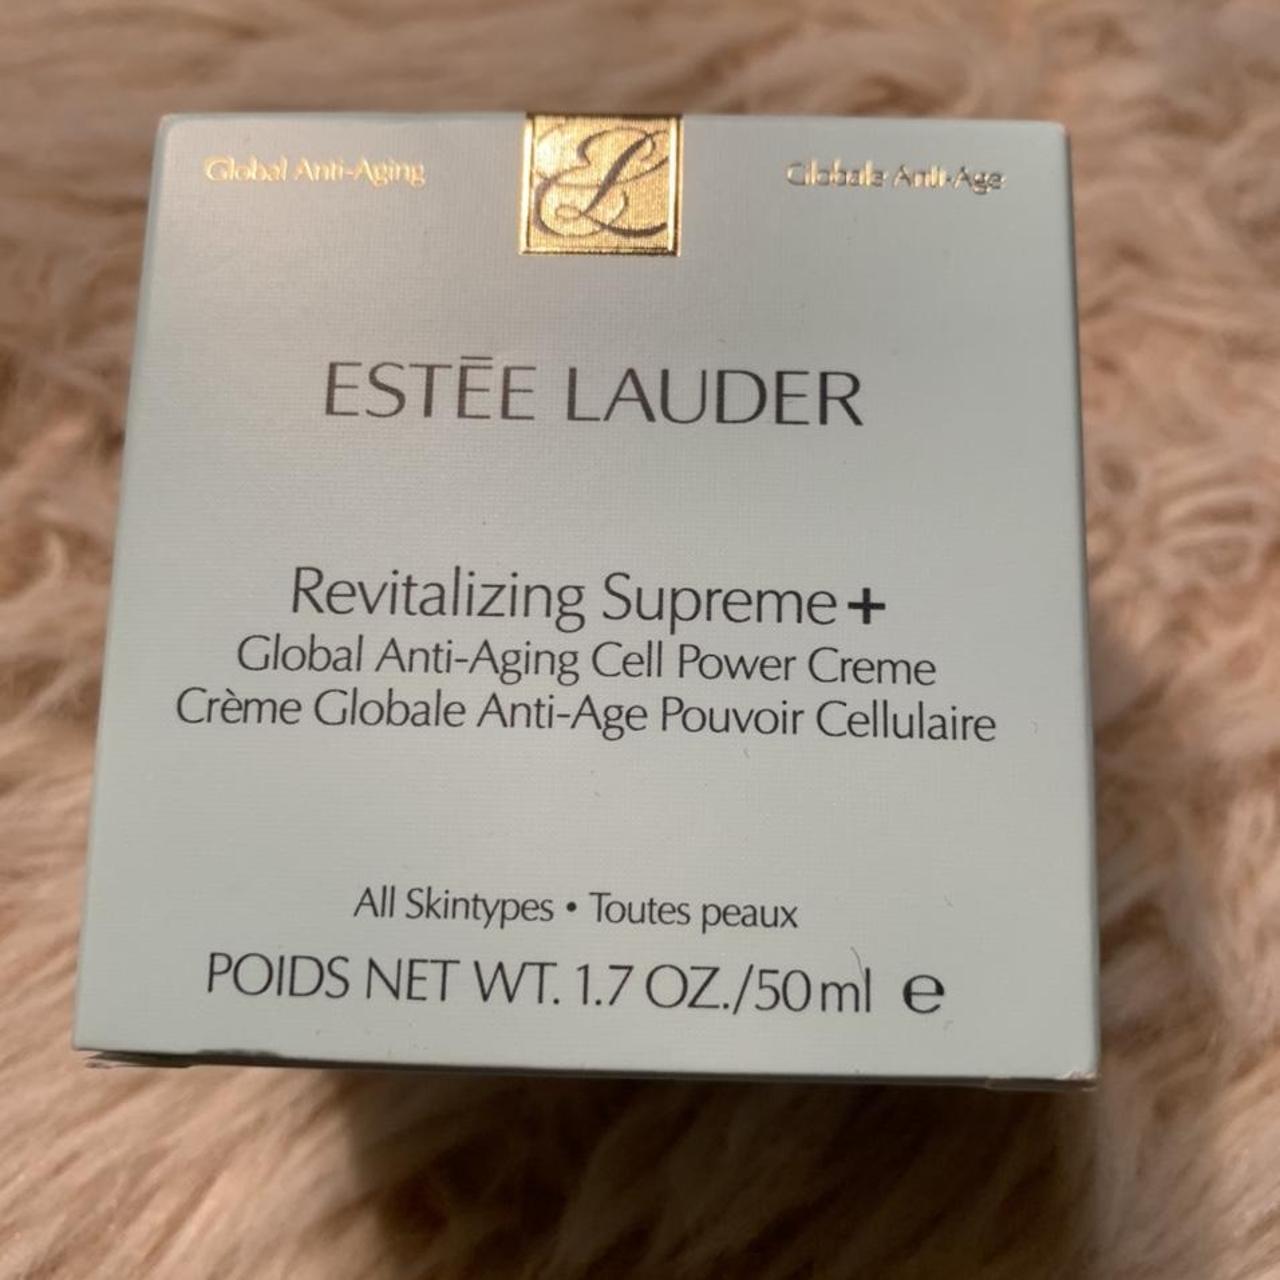 Global Anti-Aging
EL
Globale Anti-Age
ESTĒE LAUDER
Revitalizing Supreme+
Global Anti-Aging Cell Power Creme
Crème Globale Anti-Age Pouvoir Cellulaire
All Skintypes • Toutes peaux
POIDS NET WT. 1.7 OZ./50ml ℮